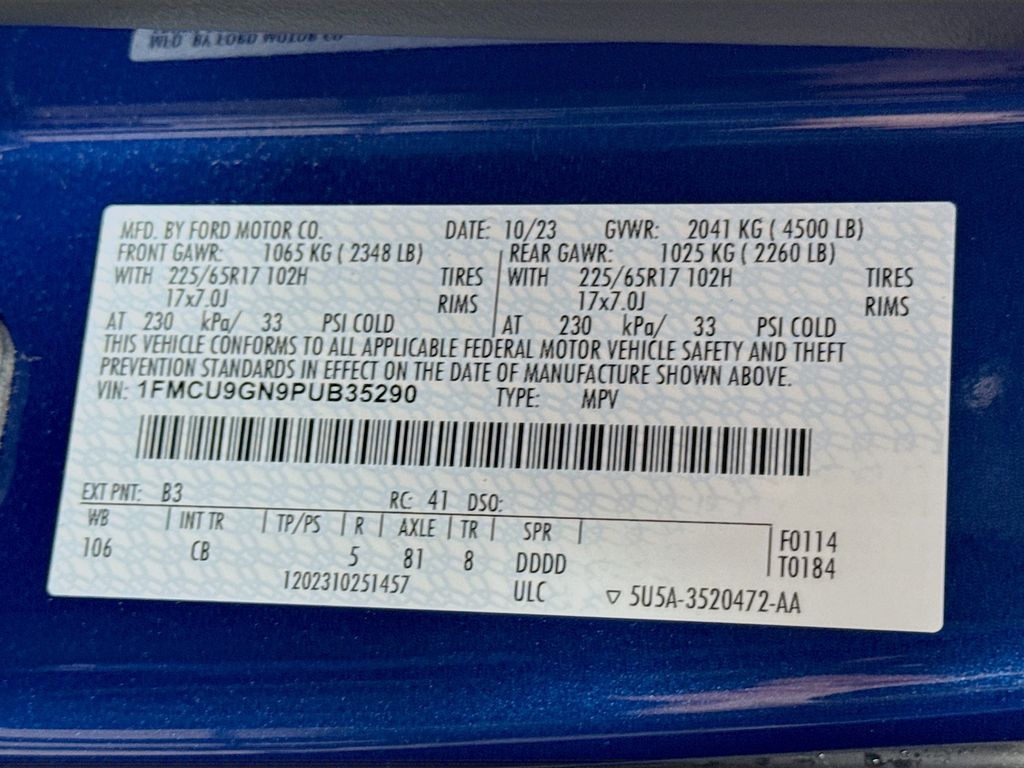 MFD. BY FORD MOTOR CO.
MFD. BY FORD MOTOR CO. DATE: 10/23 GVWR: 2041 KG ( 4500 LB)
FRONT GAWR: 1065 KG ( 2348 LB) REAR GAWR: 1025 KG ( 2260 LB)
WITH 225/65R17 102H TIRES WITH 225/65R17 102H TIRES
17x7.0J RIMS 17x7.0J RIMS
AT 230 kPa/ 33 PSI COLD AT 230 kPa/ 33 PSI COLD
THIS VEHICLE CONFORMS TO ALL APPLICABLE FEDERAL MOTOR VEHICLE SAFETY AND THEFT
PREVENTION STANDARDS IN EFFECT ON THE DATE OF MANUFACTURE SHOWN ABOVE.
VIN: 1FMCU9GN9PUB35290 TYPE: MPV
EXT PNT: B3 RC: 41 DSO:
WB INT TR TP/PS R AXLE TR SPR F0114
106 CB 5 81 8 DDDD T0184
1202310251457 ULC ▽ 5U5A-3520472-AA